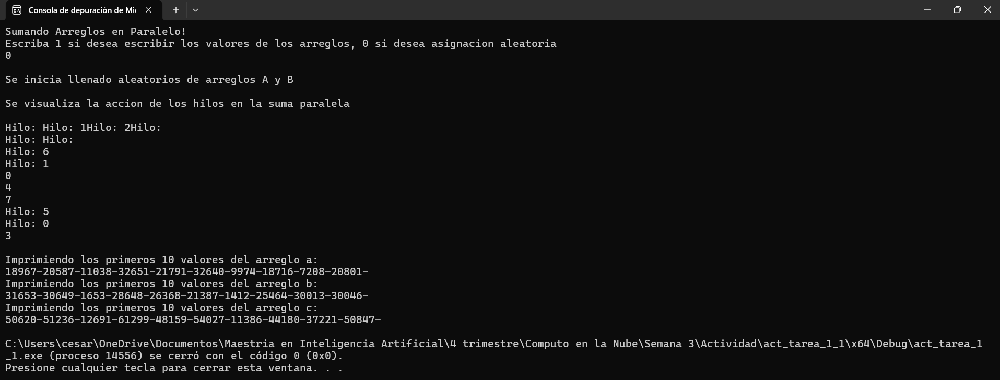 Consola de depuración de Mi
Sumando Arreglos en Paralelo!
Escriba 1 si desea escribir los valores de los arreglos, 0 si desea asignacion aleatoria
0
Se inicia llenado aleatorios de arreglos A y B
Se visualiza la accion de los hilos en la suma paralela
Hilo: Hilo: 1Hilo: 2Hilo:
Hilo: Hilo:
Hilo: 6
Hilo: 1
0
4
7
Hilo: 5
Hilo: 0
3
Imprimiendo los primeros 10 valores del arreglo a:
18967-20587-11038-32651-21791-32640-9974-18716-7208-20801-
Imprimiendo los primeros 10 valores del arreglo b:
31653-30649-1653-28648-26368-21387-1412-25464-30013-30046-
Imprimiendo los primeros 10 valores del arreglo c:
50620-51236-12691-61299-48159-54027-11386-44180-37221-50847-
C:\Users\cesar\OneDrive\Documentos\Maestria en Inteligencia Artificial\4 trimestre\Computo en la Nube\Semana 3\Actividad\act_tarea_1_1\x64\Debug\act_tarea_1
_1.exe (proceso 14556) se cerró con el código 0 (0x0).
Presione cualquier tecla para cerrar esta ventana. . .